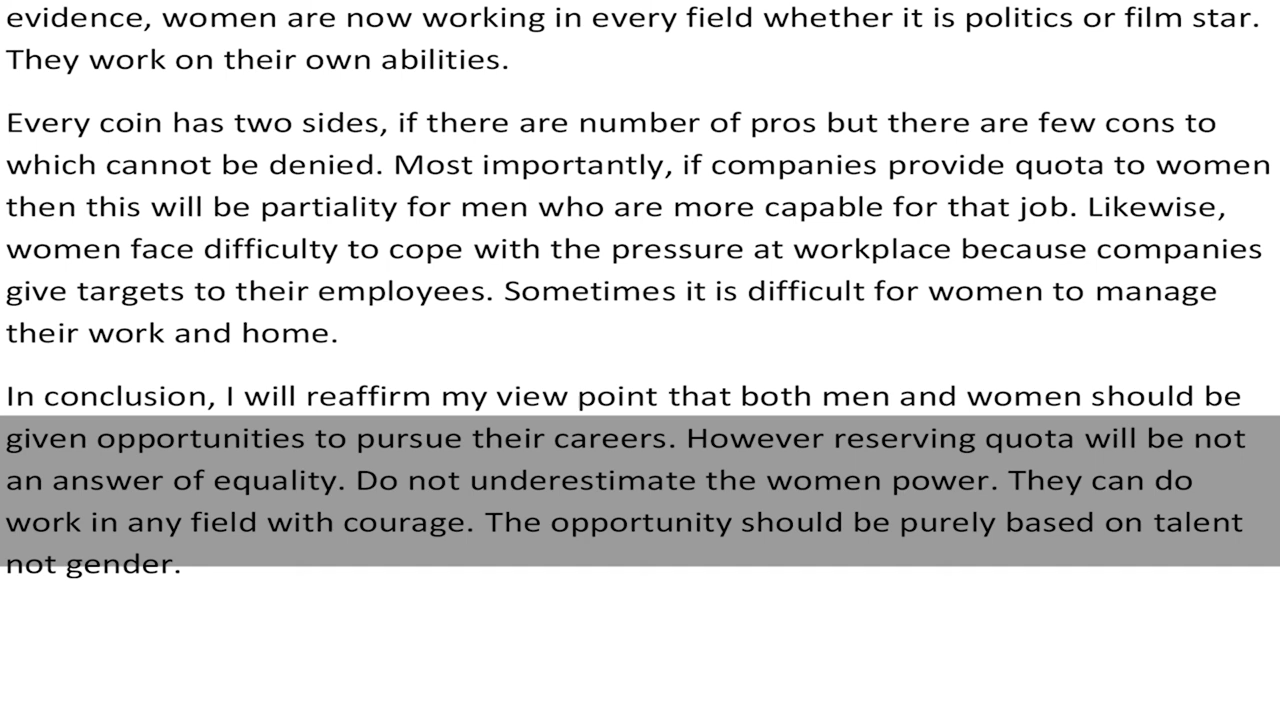 evidence, women are now working in every field whether it is politics or film star.
They work on their own abilities.
Every coin has two sides, if there are number of pros but there are few cons to
which cannot be denied. Most importantly, if companies provide quota to women
then this will be partiality for men who are more capable for that job. Likewise,
women face difficulty to cope with the pressure at workplace because companies
give targets to their employees. Sometimes it is difficult for women to manage
their work and home.
In conclusion, I will reaffirm my view point that both men and women should be
given opportunities to pursue their careers. However reserving quota will be not
an answer of equality. Do not underestimate the women power. They can do
work in any field with courage. The opportunity should be purely based on talent
not gender.